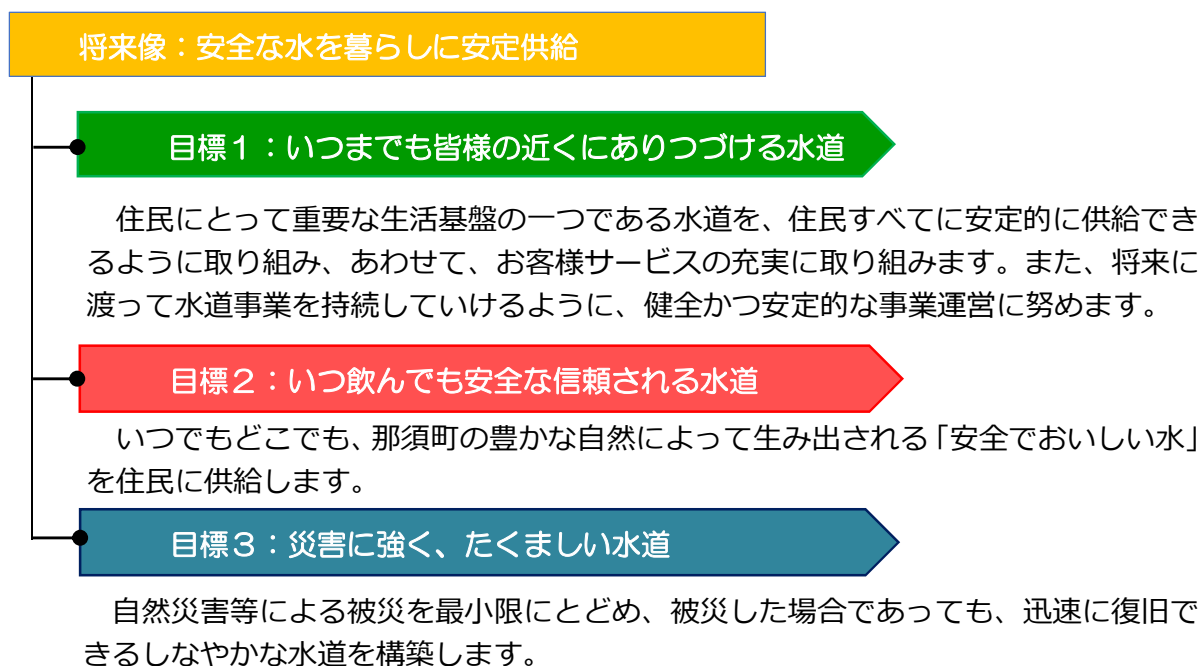 将来像：安全な水を暮らしに安定供給
目標１：いつまでも皆様の近くにありつづける水道
住民にとって重要な生活基盤の一つである水道を、住民すべてに安定的に供給でき
るように取り組み、あわせて、お客様サービスの充実に取り組みます。また、将来に
渡って水道事業を持続していけるように、健全かつ安定的な事業運営に努めます。
目標２：いつ飲んでも安全な信頼される水道
いつでもどこでも、那須町の豊かな自然によって生み出される「安全でおいしい水」
を住民に供給します。
目標３：災害に強く、たくましい水道
自然災害等による被災を最小限にとどめ、被災した場合であっても、迅速に復旧で
きるしなやかな水道を構築します。